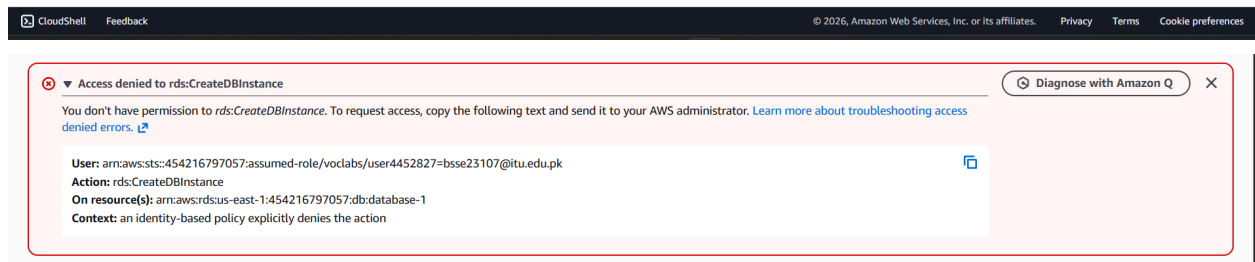 CloudShell Feedback © 2026, Amazon Web Services, Inc. or its affiliates. Privacy Terms Cookie preferences
Access denied to rds:CreateDBInstance Diagnose with Amazon Q
You don't have permission to rds:CreateDBInstance. To request access, copy the following text and send it to your AWS administrator. Learn more about troubleshooting access
denied errors.
User: arn:aws:sts::454216797057:assumed-role/voclabs/user4452827=bsse23107@itu.edu.pk
Action: rds:CreateDBInstance
On resource(s): arn:aws:rds:us-east-1:454216797057:db:database-1
Context: an identity-based policy explicitly denies the action